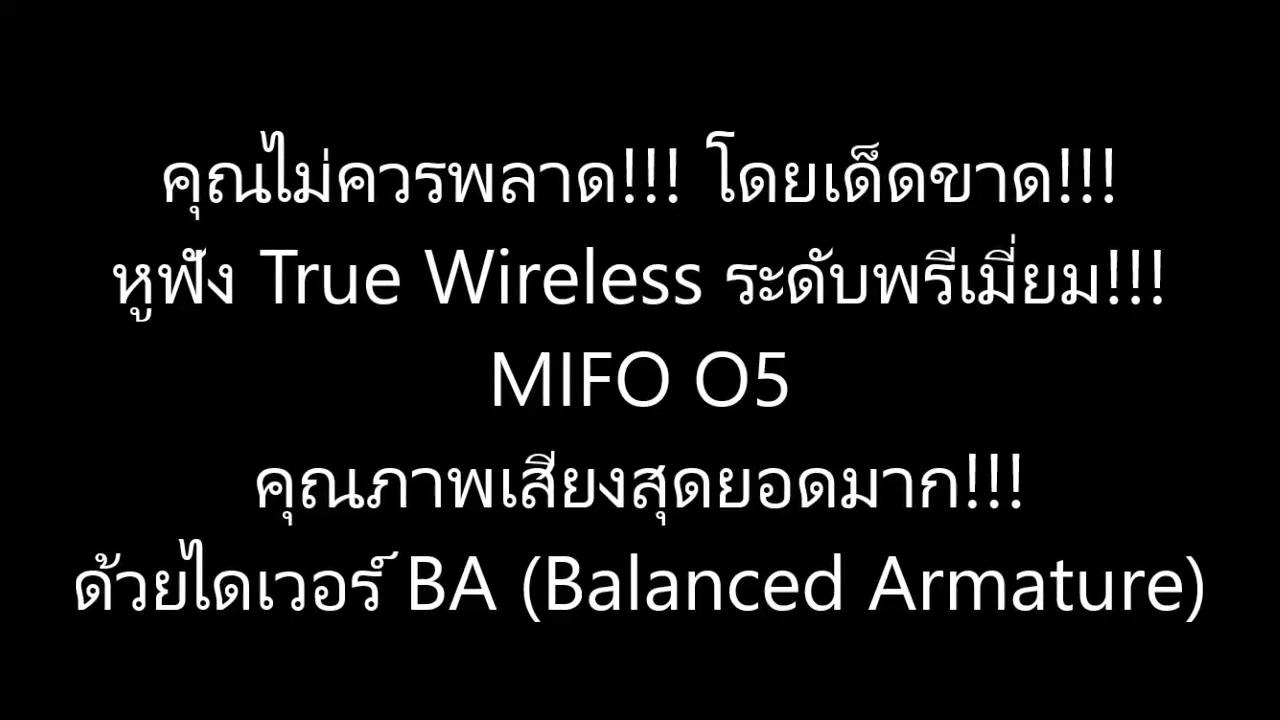 คุณไม่ควรพลาด!!! โดยเด็ดขาด!!!
หูฟัง True Wireless ระดับพรีเมี่ยม!!!
MIFO O5
คุณภาพเสียงสุดยอดมาก!!!
ด้วยไดเวอร์ BA (Balanced Armature)